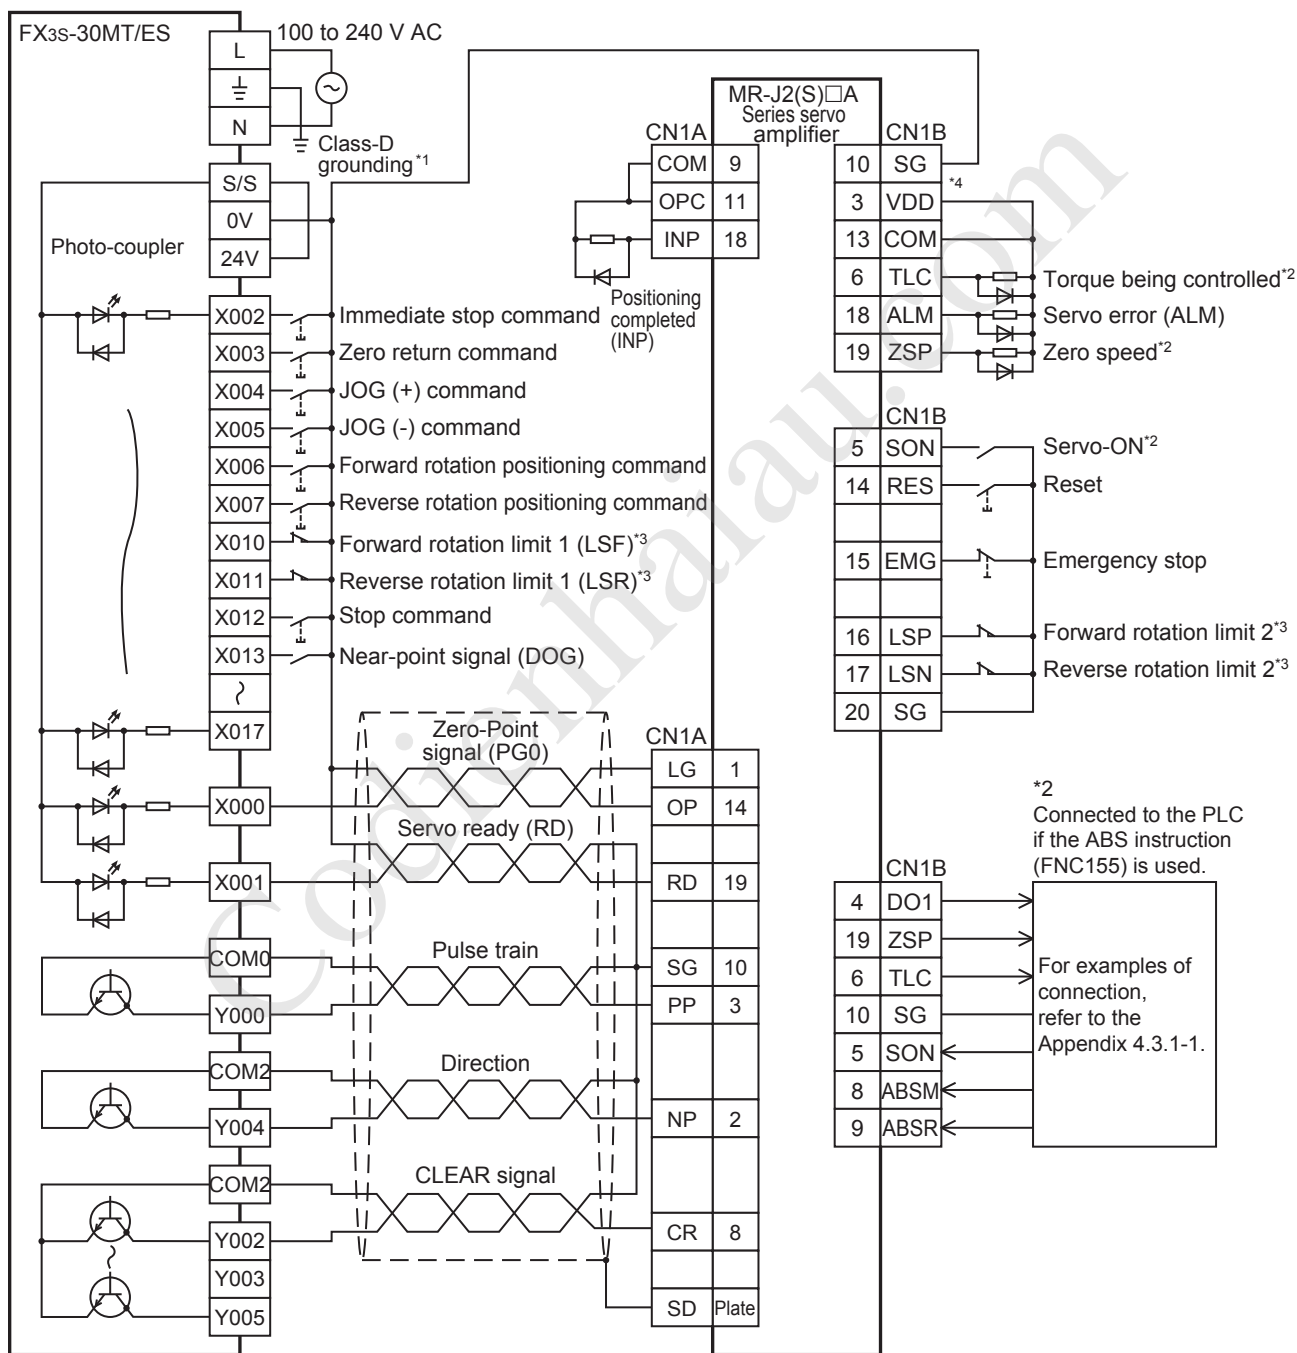 FX3S-30MT/ES
L
100 to 240 V AC
N
Class-D
grounding*1
S/S
0V
24V
Photo-coupler
X002
Immediate stop command
X003
Zero return command
X004
JOG (+) command
X005
JOG (-) command
X006
Forward rotation positioning command
X007
Reverse rotation positioning command
X010
Forward rotation limit 1 (LSF)*3
X011
Reverse rotation limit 1 (LSR)*3
X012
Stop command
X013
Near-point signal (DOG)
X017
X000
X001
COM0
Y000
COM2
Y004
COM2
Y002
Y003
Y005
Zero-Point
signal (PG0)
Servo ready (RD)
Pulse train
Direction
CLEAR signal
MR-J2(S)□A
Series servo
amplifier
CN1A
COM 9
OPC 11
INP 18
Positioning
completed
(INP)
CN1A
LG 1
OP 14
RD 19
SG 10
PP 3
NP 2
CR 8
SD Plate
CN1B
10 SG
*4
3 VDD
13 COM
6 TLC Torque being controlled*2
18 ALM Servo error (ALM)
19 ZSP Zero speed*2
CN1B
5 SON Servo-ON*2
14 RES Reset
15 EMG Emergency stop
16 LSP Forward rotation limit 2*3
17 LSN Reverse rotation limit 2*3
20 SG
*2
Connected to the PLC
if the ABS instruction
(FNC155) is used.
CN1B
4 DO1
19 ZSP
6 TLC
10 SG
5 SON
8 ABSM
9 ABSR
For examples of
connection,
refer to the
Appendix 4.3.1-1.
Codienhaiau.com